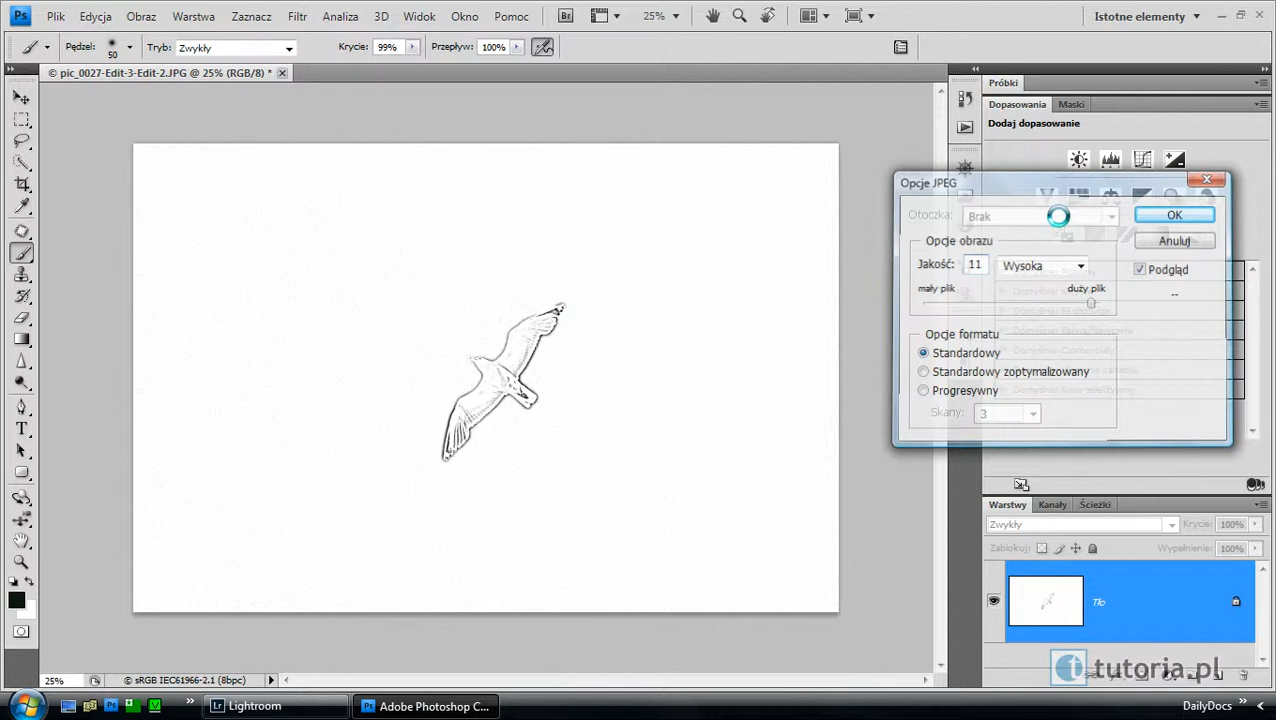 Ps Plik Edycja Obraz Warstwa Zaznacz Filtr Analiza 3D Widok Okno Pomoc Br 25% Istotne elementy
Pędzel: 50 Tryb: Zwykły Krycie: 99% Przepływ: 100%
© pic_0027-Edit-3-Edit-2.JPG @ 25% (RGB/8) *
Próbki
Dopasowania Maski
Dodaj dopasowanie
Opcje JPEG
Otoczka: Brak OK
Opcje obrazu Anuluj
Jakość: 11 Wysoka Podgląd
mały plik duży plik --
Opcje formatu
Standardowy
Standardowy zoptymalizowany
Progresywny
Skany: 3
Warstwy Kanały Ścieżki
Zwykły Krycie: 100%
Zablokuj: Wypełnienie: 100%
Tło
t tutoria.pl
25% © sRGB IEC61966-2.1 (8bpc)
Lightroom Ps Adobe Photoshop C... DailyDocs